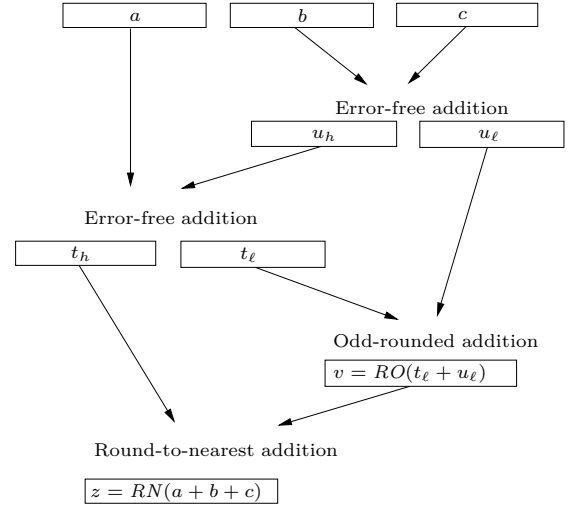 a b c
Error-free addition
u_h u_ℓ
Error-free addition
t_h t_ℓ
Odd-rounded addition
v = RO(t_ℓ + u_ℓ)
Round-to-nearest addition
z = RN(a + b + c)